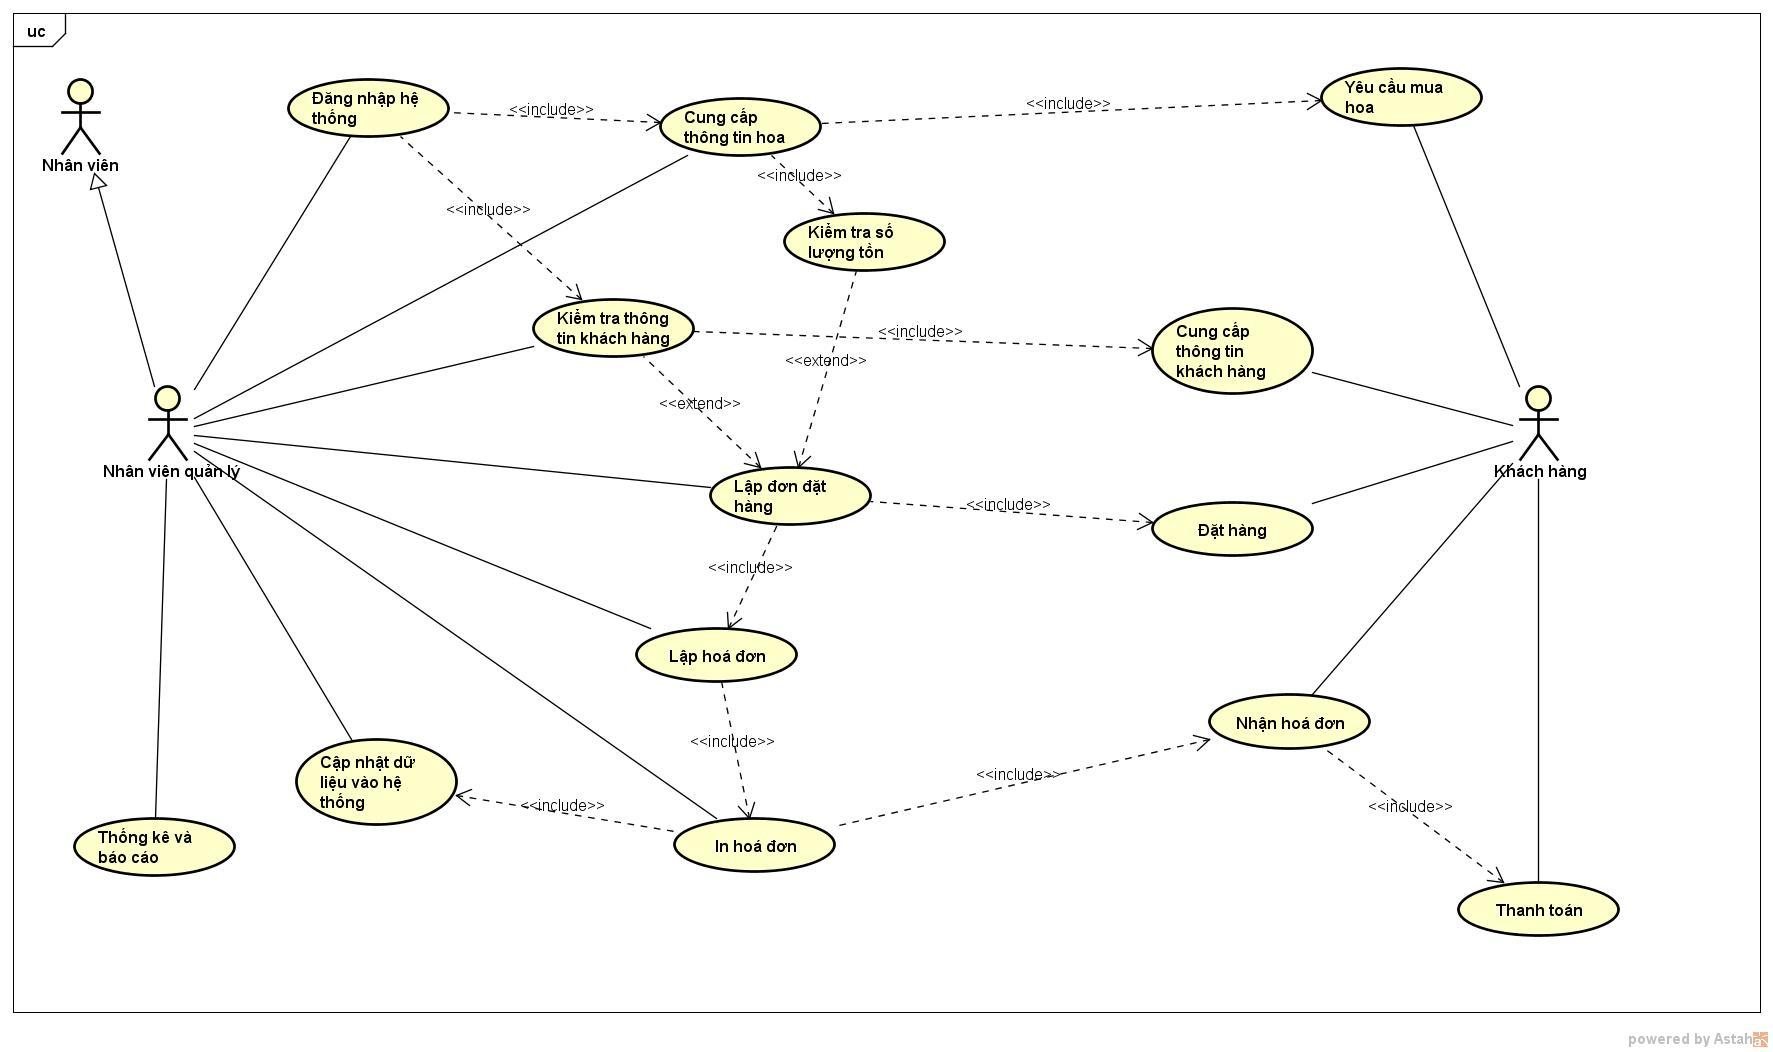 uc
Nhân viên
Đăng nhập hệ
thống
<<include>>
Cung cấp
thông tin hoa
<<include>>
Yêu cầu mua
hoa
<<include>>
<<include>>
Kiểm tra số
lượng tồn
Kiểm tra thông
tin khách hàng
<<include>>
Cung cấp
thông tin
khách hàng
<<extend>>
<<extend>>
Nhân viên quản lý
Khách hàng
Lập đơn đặt
hàng
<<include>>
Đặt hàng
<<include>>
Lập hoá đơn
Nhận hoá đơn
<<include>>
Cập nhật dữ
liệu vào hệ
thống
<<include>>
<<include>>
<<include>>
Thống kê và
báo cáo
In hoá đơn
Thanh toán
powered by Astah